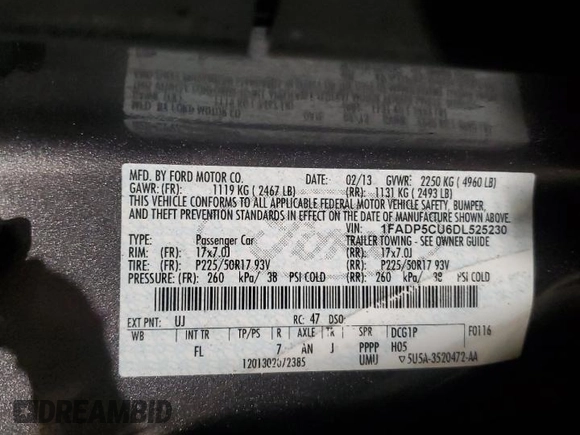 MFD. BY FORD MOTOR CO. DATE: 02/13 GVWR: 2250 KG ( 4960 LB)
GAWR: (FR): 1119 KG ( 2467 LB) (RR): 1131 KG ( 2493 LB)
THIS VEHICLE CONFORMS TO ALL APPLICABLE FEDERAL MOTOR VEHICLE SAFETY, BUMPER,
AND THEFT PREVENTION STANDARDS IN EFFECT ON THE DATE OF MANUFACTURE SHOWN ABOVE.
VIN: 1FADP5CU6DL525230
TYPE: Passenger Car TRAILER TOWING - SEE OWNER GUIDE
RIM: (FR): 17x7.0J (RR): 17x7.0J
TIRE: (FR): P225/50R17 93V (RR): P225/50R17 93V
PRESSURE: (FR): 260 kPa/ 38 PSI COLD (RR): 260 kPa/ 38 PSI COLD
EXT PNT: UJ RC: 47 DSO:
WB INT TR TP/PS R AXLE TR SPR DCG1P F0116
FL 7 AN J PPPP H05
UMU 5U5A-3520472-AA
DREAMBID